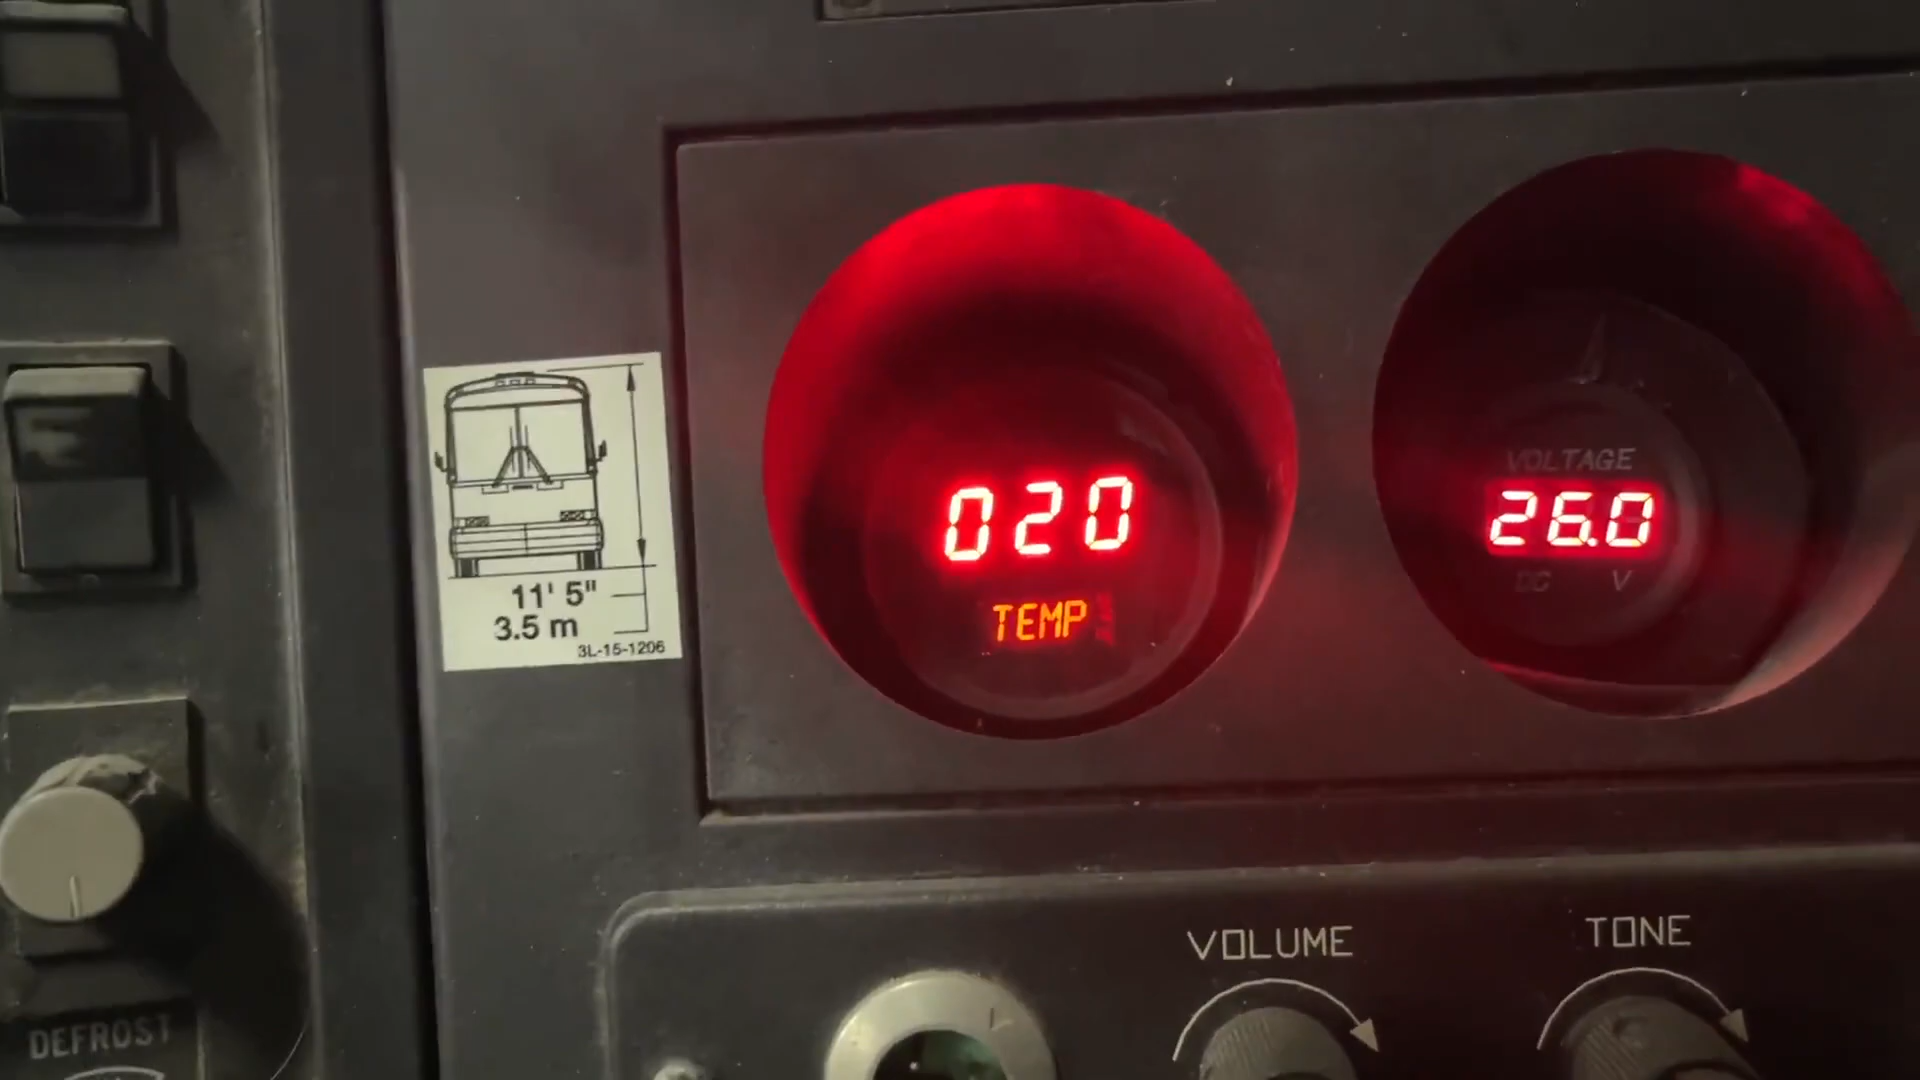 11' 5"
3.5 m
3L-15-1206
020
TEMP
VOLTAGE
26.0
DC V
VOLUME
TONE
DEFROST